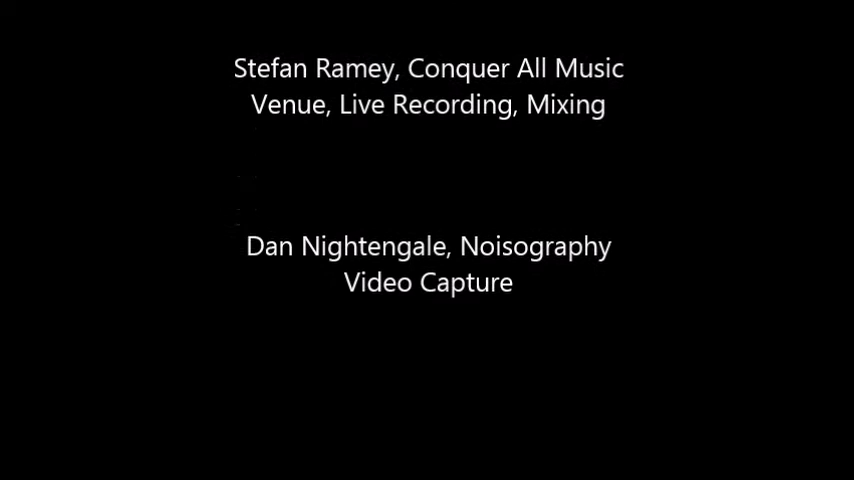 Stefan Ramey, Conquer All Music
Venue, Live Recording, Mixing
Dan Nightengale, Noisography
Video Capture